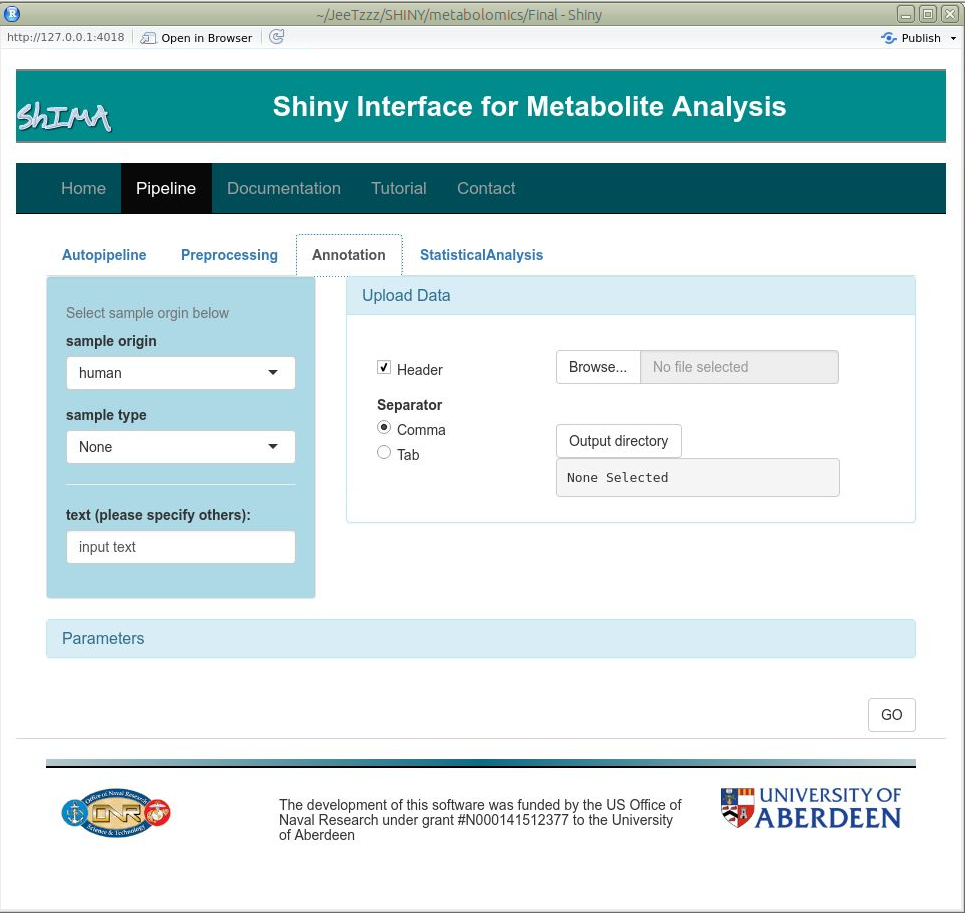 ~/JeeTzzz/SHINY/metabolomics/Final - Shiny
http://127.0.0.1:4018 Open in Browser Publish
ShIMA
Shiny Interface for Metabolite Analysis
Home Pipeline Documentation Tutorial Contact
Autopipeline Preprocessing Annotation StatisticalAnalysis
Select sample orgin below
sample origin
human
sample type
None
text (please specify others):
input text
Upload Data
Header
Browse... No file selected
Separator
Comma
Tab
Output directory
None Selected
Parameters
GO
Office of Naval Research
ONR
Science & Technology
The development of this software was funded by the US Office of
Naval Research under grant #N000141512377 to the University
of Aberdeen
UNIVERSITY OF
ABERDEEN